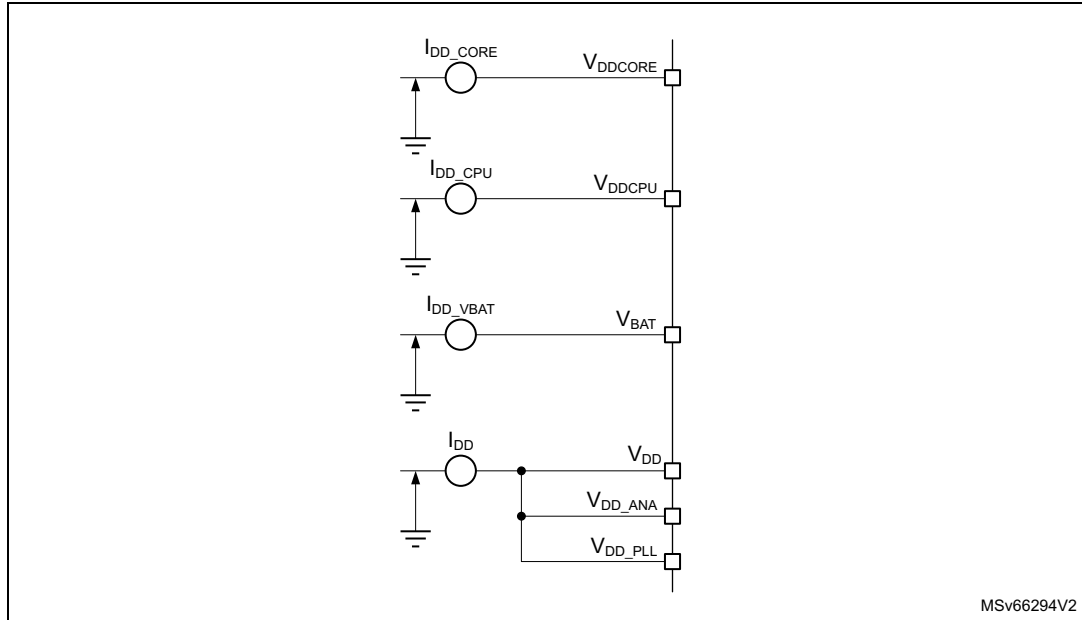 IDD_CORE
VDDCORE
IDD_CPU
VDDCPU
IDD_VBAT
VBAT
IDD
VDD
VDD_ANA
VDD_PLL
MSv66294V2